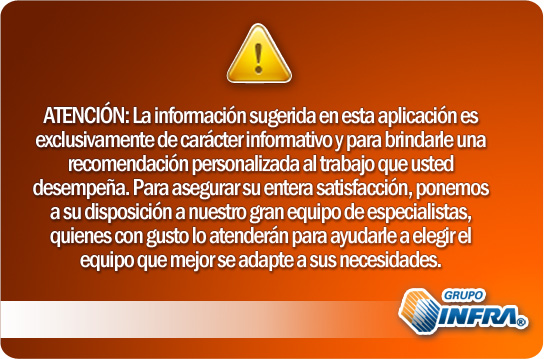 ATENCIÓN: La información sugerida en esta aplicación es
exclusivamente de carácter informativo y para brindarle una
recomendación personalizada al trabajo que usted
desempeña. Para asegurar su entera satisfacción, ponemos
a su disposición a nuestro gran equipo de especialistas,
quienes con gusto lo atenderán para ayudarle a elegir el
equipo que mejor se adapte a sus necesidades.
GRUPO
INFRA®